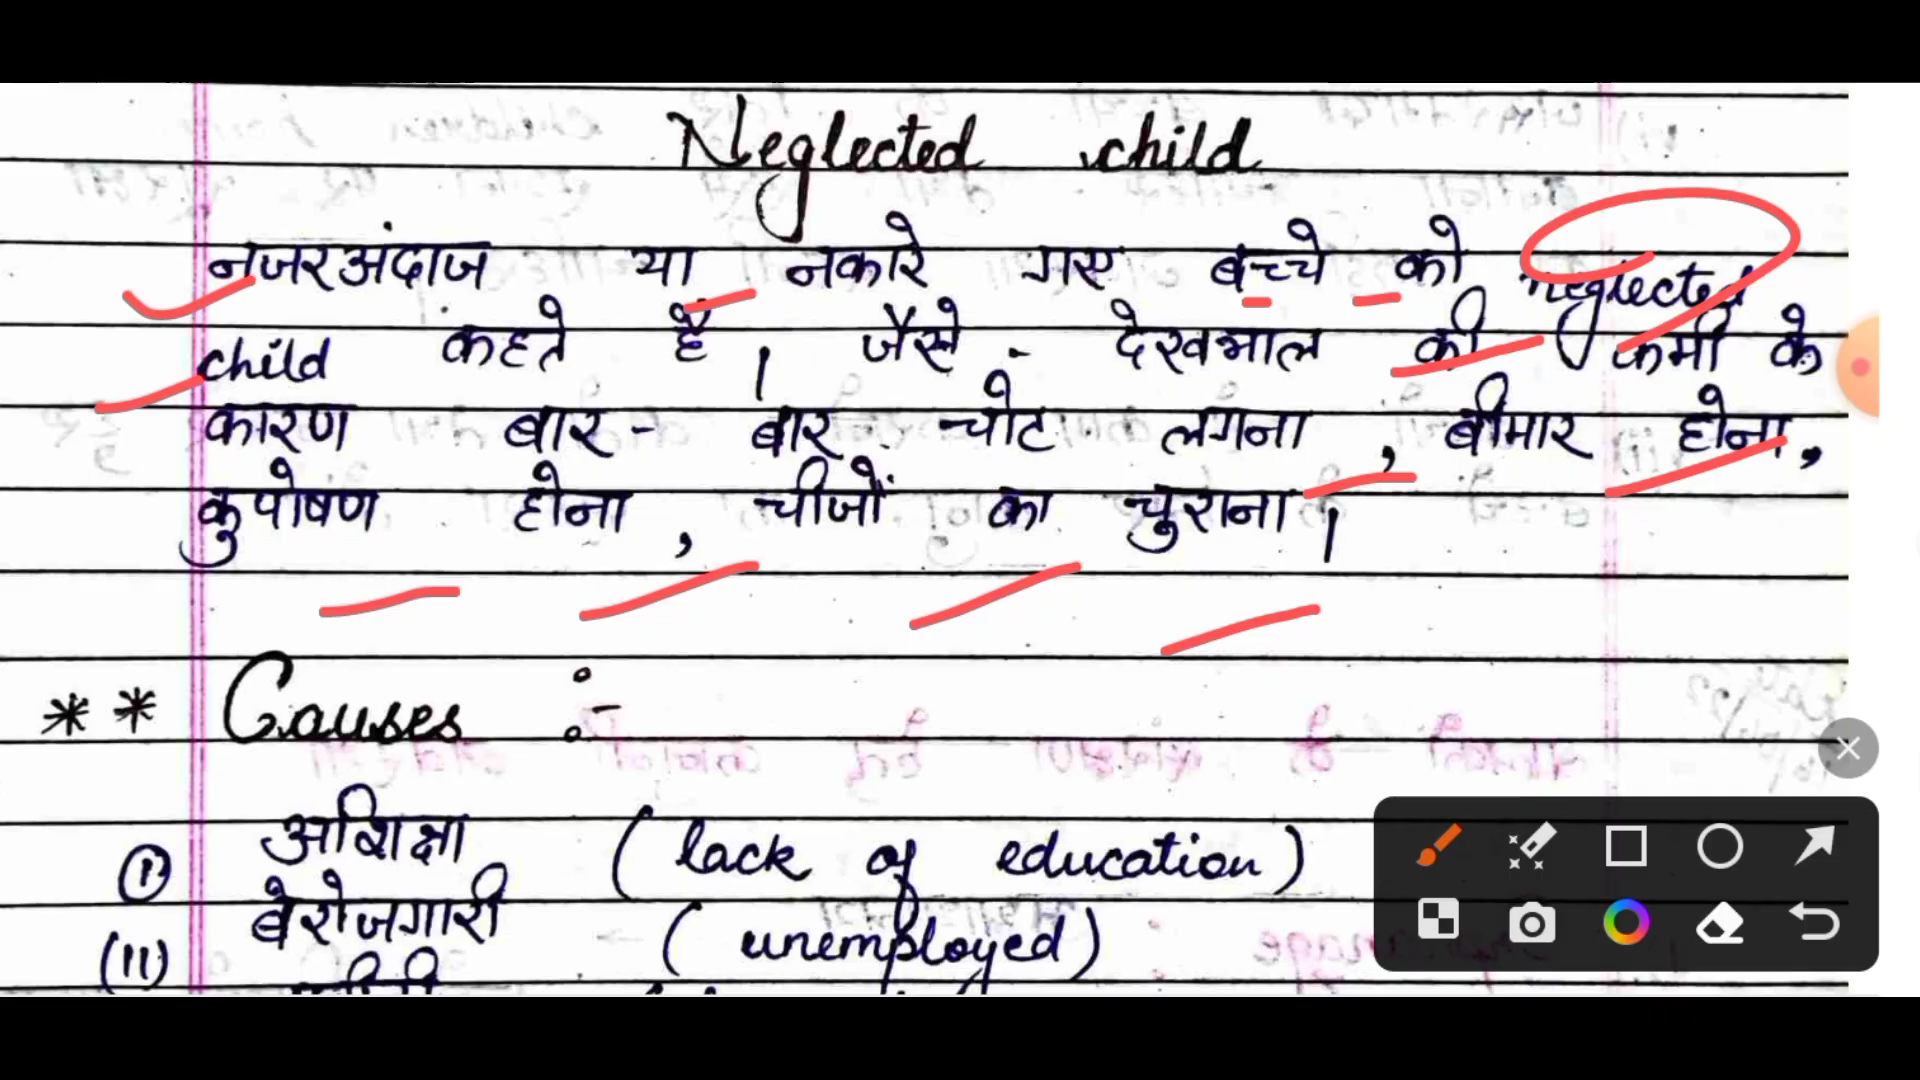 Neglected child
नजरअंदाज या नकारे गए बच्चे को neglected
child कहते है । जैसे - देखभाल की कमी के
कारण बार - बार चोट लगना , बीमार होना ,
कुपोषण होना , चीजों का चुराना ।
** Causes :-
(I) अशिक्षा ( lack of education )
(II) बेरोजगारी ( unemployed )